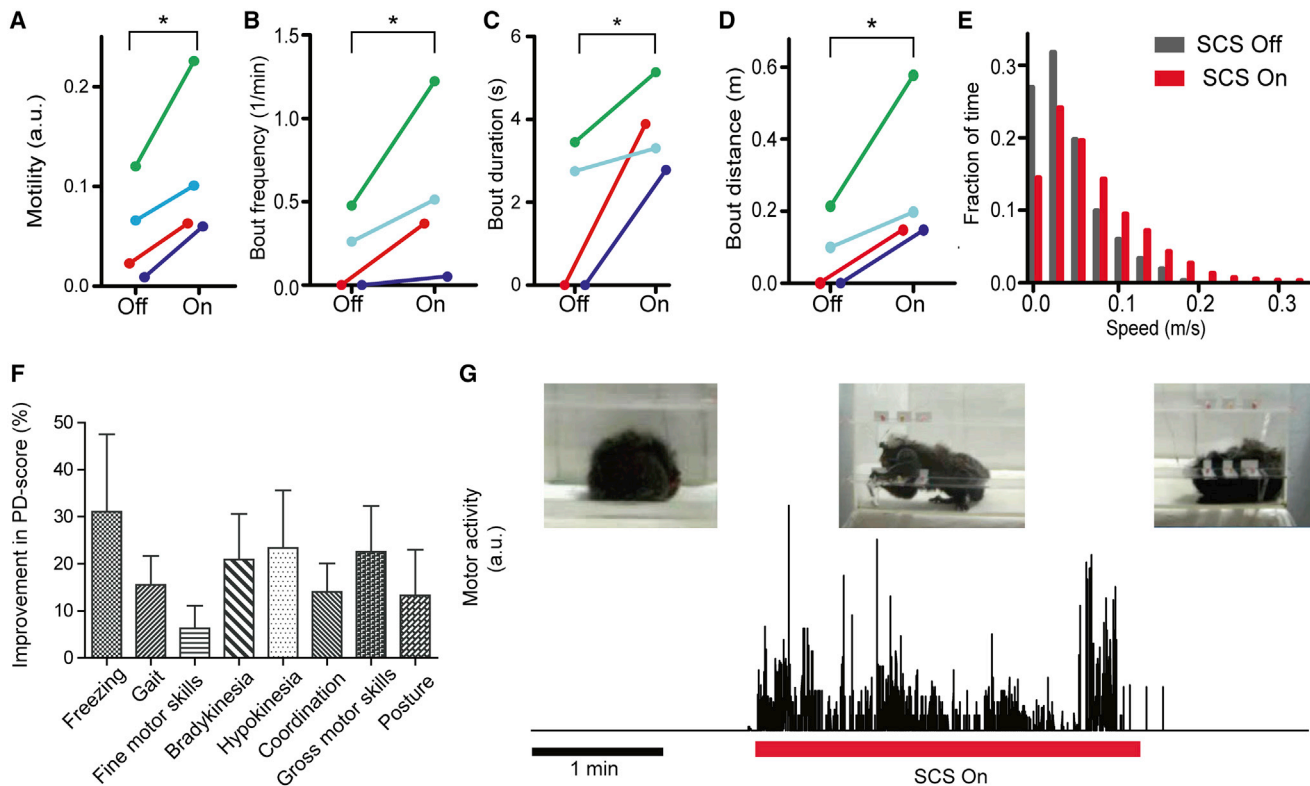 A
Motility (a.u.)
0.2
0.1
0.0
Off
On
*
B
Bout frequency (1/min)
1.5
1.0
0.5
0.0
Off
On
*
C
Bout duration (s)
6
4
2
0
Off
On
*
D
Bout distance (m)
0.6
0.4
0.2
0.0
Off
On
*
E
Fraction of time
0.3
0.2
0.1
0.0
0.0
0.1
0.2
0.3
Speed (m/s)
SCS Off
SCS On
F
Improvement in PD-score (%)
50
40
30
20
10
0
Freezing
Gait
Fine motor skills
Bradykinesia
Hypokinesia
Coordination
Gross motor skills
Posture
G
Motor activity
(a.u.)
1 min
SCS On